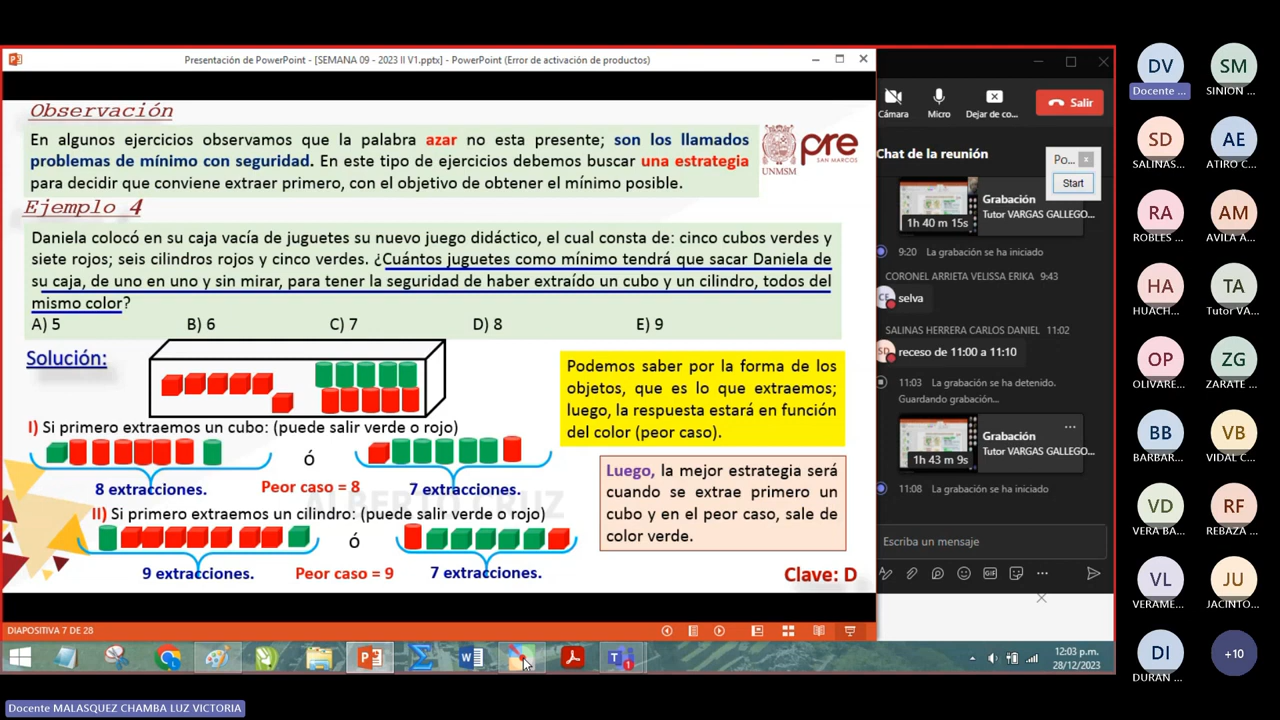 Presentación de PowerPoint - [SEMANA 09 - 2023 II V1.pptx] - PowerPoint (Error de activación de productos)
Observación
En algunos ejercicios observamos que la palabra azar no esta presente; son los llamados
problemas de mínimo con seguridad. En este tipo de ejercicios debemos buscar una estrategia
para decidir que conviene extraer primero, con el objetivo de obtener el mínimo posible.
UNMSM
pre
SAN MARCOS
Ejemplo 4
Daniela colocó en su caja vacía de juguetes su nuevo juego didáctico, el cual consta de: cinco cubos verdes y
siete rojos; seis cilindros rojos y cinco verdes. ¿Cuántos juguetes como mínimo tendrá que sacar Daniela de
su caja, de uno en uno y sin mirar, para tener la seguridad de haber extraído un cubo y un cilindro, todos del
mismo color?
A) 5 B) 6 C) 7 D) 8 E) 9
Solución:
Podemos saber por la forma de los
objetos, que es lo que extraemos;
luego, la respuesta estará en función
del color (peor caso).
I) Si primero extraemos un cubo: (puede salir verde o rojo)
ó
8 extracciones. Peor caso = 8 7 extracciones.
ALBERTO CRUZ
II) Si primero extraemos un cilindro: (puede salir verde o rojo)
ó
9 extracciones. Peor caso = 9 7 extracciones.
Luego, la mejor estrategia será
cuando se extrae primero un
cubo y en el peor caso, sale de
color verde.
Clave: D
DIAPOSITIVA 7 DE 28
Cámara
Micro
Dejar de co...
Salir
Chat de la reunión
Po...
Start
Grabación
1h 40 m 15s
Tutor VARGAS GALLEGO...
9:20 La grabación se ha iniciado
CORONEL ARRIETA VELISSA ERIKA 9:43
CE
selva
SALINAS HERRERA CARLOS DANIEL 11:02
SD
receso de 11:00 a 11:10
11:03 La grabación se ha detenido.
Guardando grabación...
Grabación
1h 43 m 9s
Tutor VARGAS GALLEGO...
11:08 La grabación se ha iniciado
Escriba un mensaje
GIF
12:03 p.m.
28/12/2023
DV
Docente ...
SM
SINION ...
SD
SALINAS...
AE
ATIRO C...
RA
ROBLES ...
AM
AVILA A...
HA
HUACH...
TA
Tutor VA...
OP
OLIVARE...
ZG
ZARATE ...
BB
BARBAR...
VB
VIDAL C...
VD
VERA BA...
RF
REBAZA ...
VL
VERAME...
JU
JACINTO...
DI
DURAN ...
+10
Docente MALASQUEZ CHAMBA LUZ VICTORIA